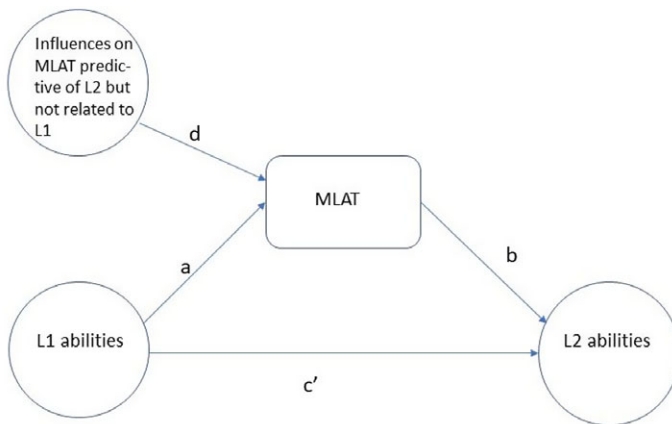 Influences on
MLAT predic-
tive of L2 but
not related to
L1
d
MLAT
a
b
L1 abilities
L2 abilities
c’